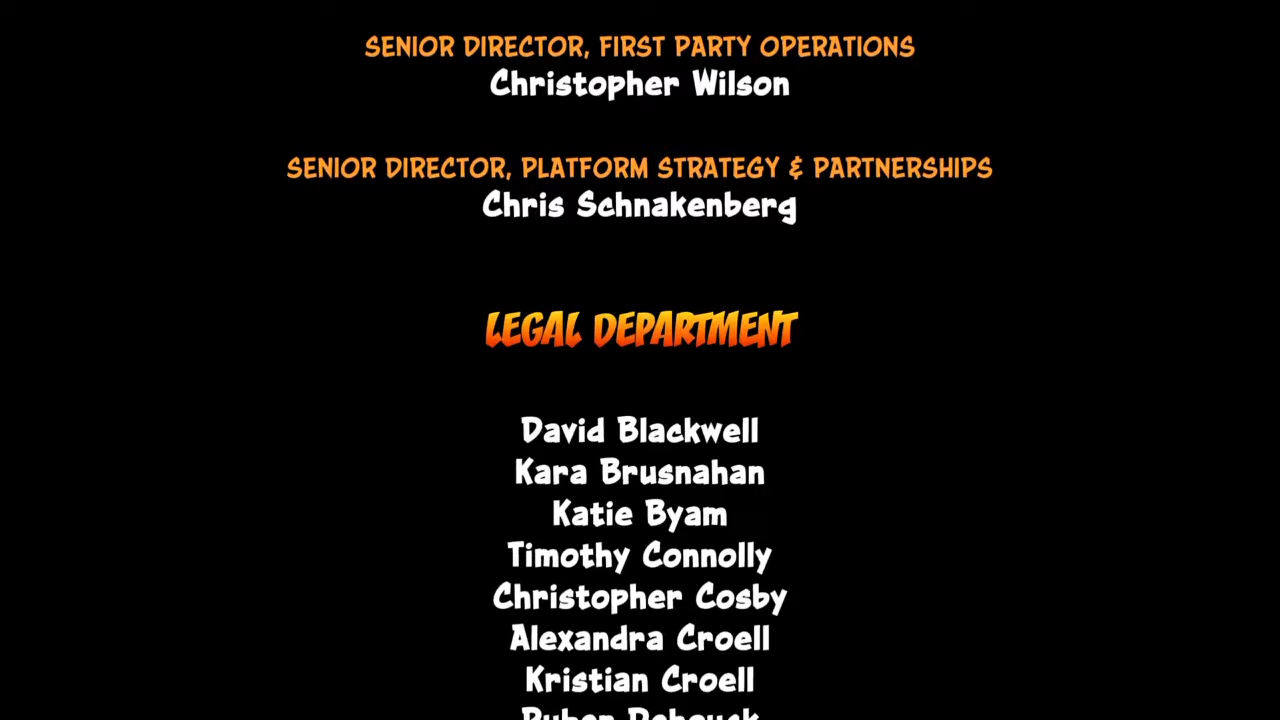 SENIOR DIRECTOR, FIRST PARTY OPERATIONS
Christopher Wilson
SENIOR DIRECTOR, PLATFORM STRATEGY & PARTNERSHIPS
Chris Schnakenberg
LEGAL DEPARTMENT
David Blackwell
Kara Brusnahan
Katie Byam
Timothy Connolly
Christopher Cosby
Alexandra Croell
Kristian Croell